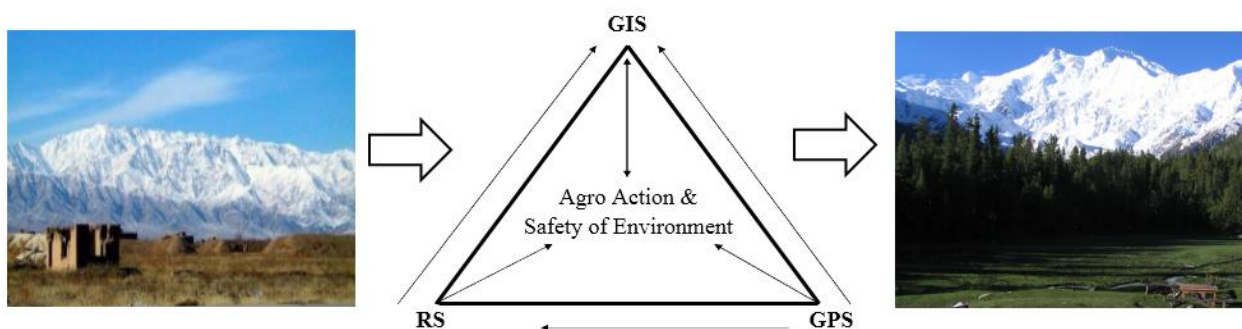 GIS
Agro Action &
Safety of Environment
RS
GPS